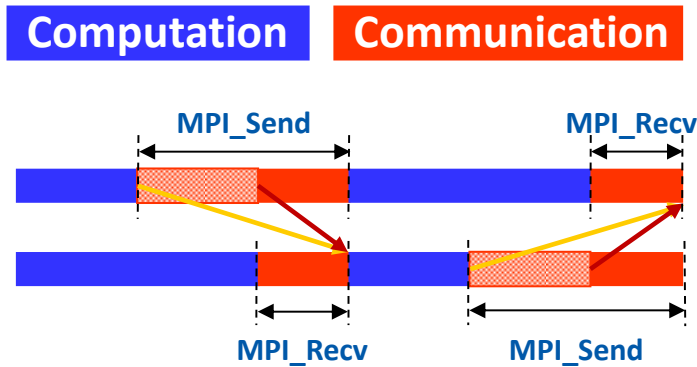 Computation Communication
MPI_Send MPI_Recv
MPI_Recv MPI_Send